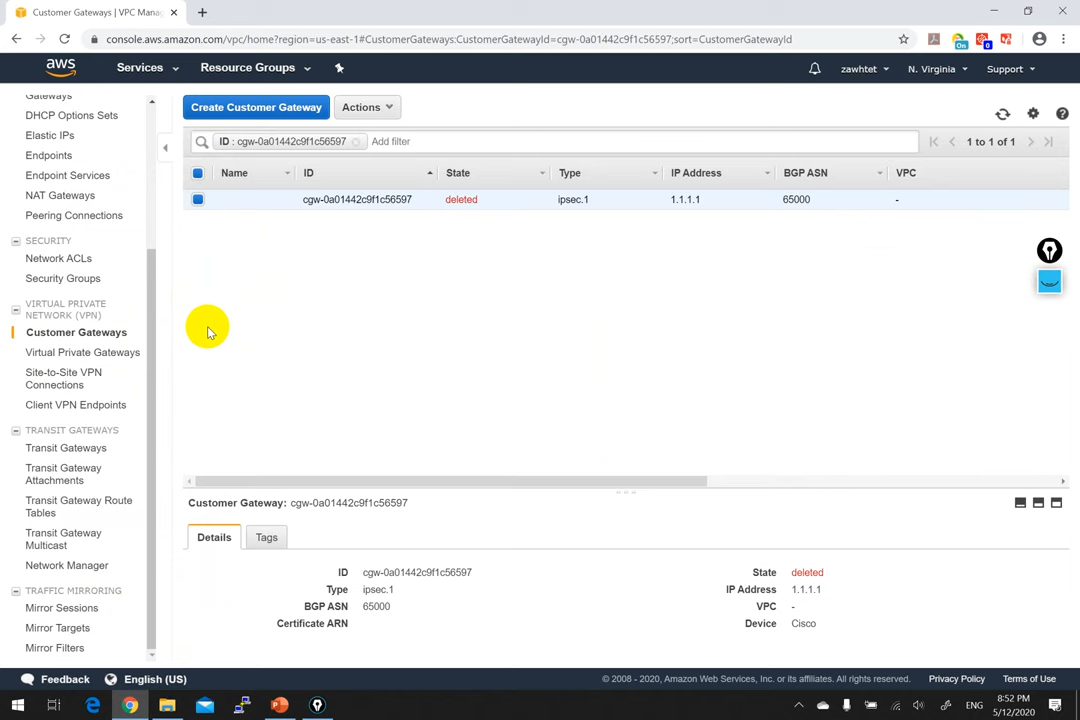 Customer Gateways | VPC Mana
console.aws.amazon.com/vpc/home?region=us-east-1#CustomerGateways:CustomerGatewayId=cgw-0a01442c9f1c56597;sort=CustomerGatewayId
On
0
aws
Services
Resource Groups
zawhtet
N. Virginia
Support
Gateways
DHCP Options Sets
Elastic IPs
Endpoints
Endpoint Services
NAT Gateways
Peering Connections
SECURITY
Network ACLs
Security Groups
VIRTUAL PRIVATE
NETWORK (VPN)
Customer Gateways
Virtual Private Gateways
Site-to-Site VPN
Connections
Client VPN Endpoints
TRANSIT GATEWAYS
Transit Gateways
Transit Gateway
Attachments
Transit Gateway Route
Tables
Transit Gateway
Multicast
Network Manager
TRAFFIC MIRRORING
Mirror Sessions
Mirror Targets
Mirror Filters
Create Customer Gateway
Actions
ID : cgw-0a01442c9f1c56597
Add filter
1 to 1 of 1
Name ID State Type IP Address BGP ASN VPC
cgw-0a01442c9f1c56597 deleted ipsec.1 1.1.1.1 65000 -
Customer Gateway: cgw-0a01442c9f1c56597
Details
Tags
ID cgw-0a01442c9f1c56597
Type ipsec.1
BGP ASN 65000
Certificate ARN
State deleted
IP Address 1.1.1.1
VPC -
Device Cisco
Feedback
English (US)
© 2008 - 2020, Amazon Web Services, Inc. or its affiliates. All rights reserved.
Privacy Policy
Terms of Use
ENG
8:52 PM
5/12/2020